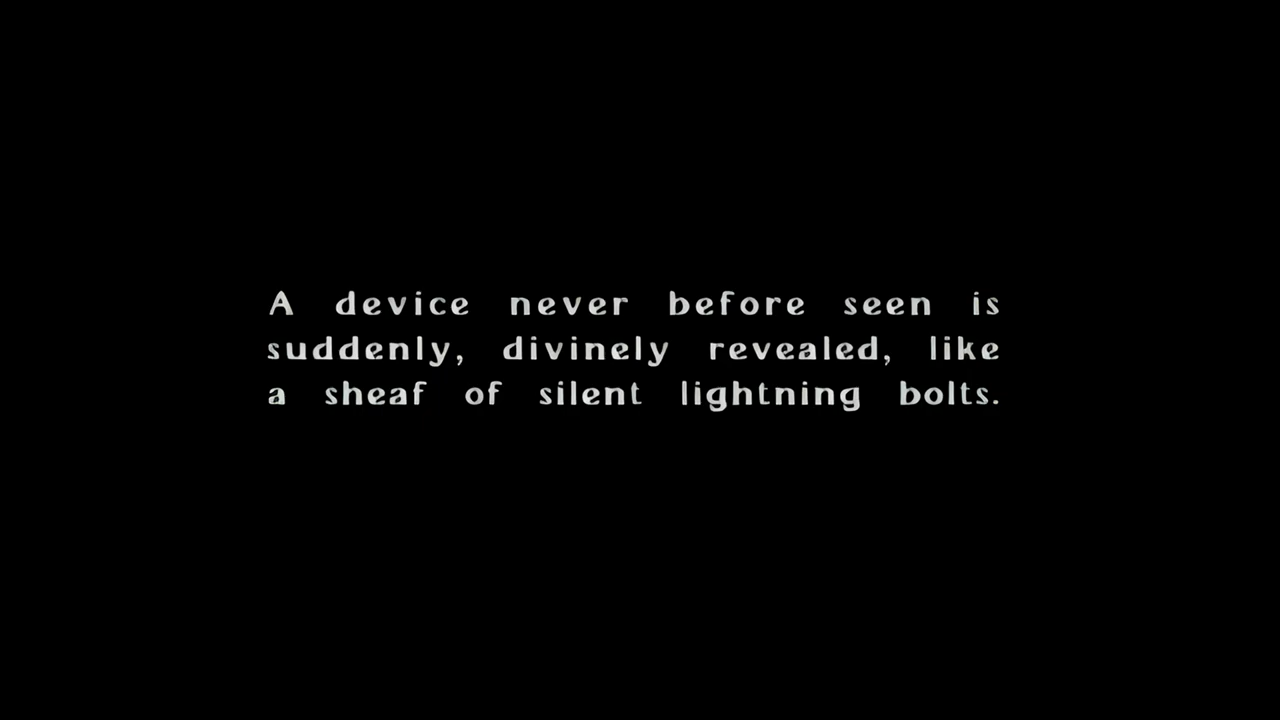 A device never before seen is
suddenly, divinely revealed, like
a sheaf of silent lightning bolts.